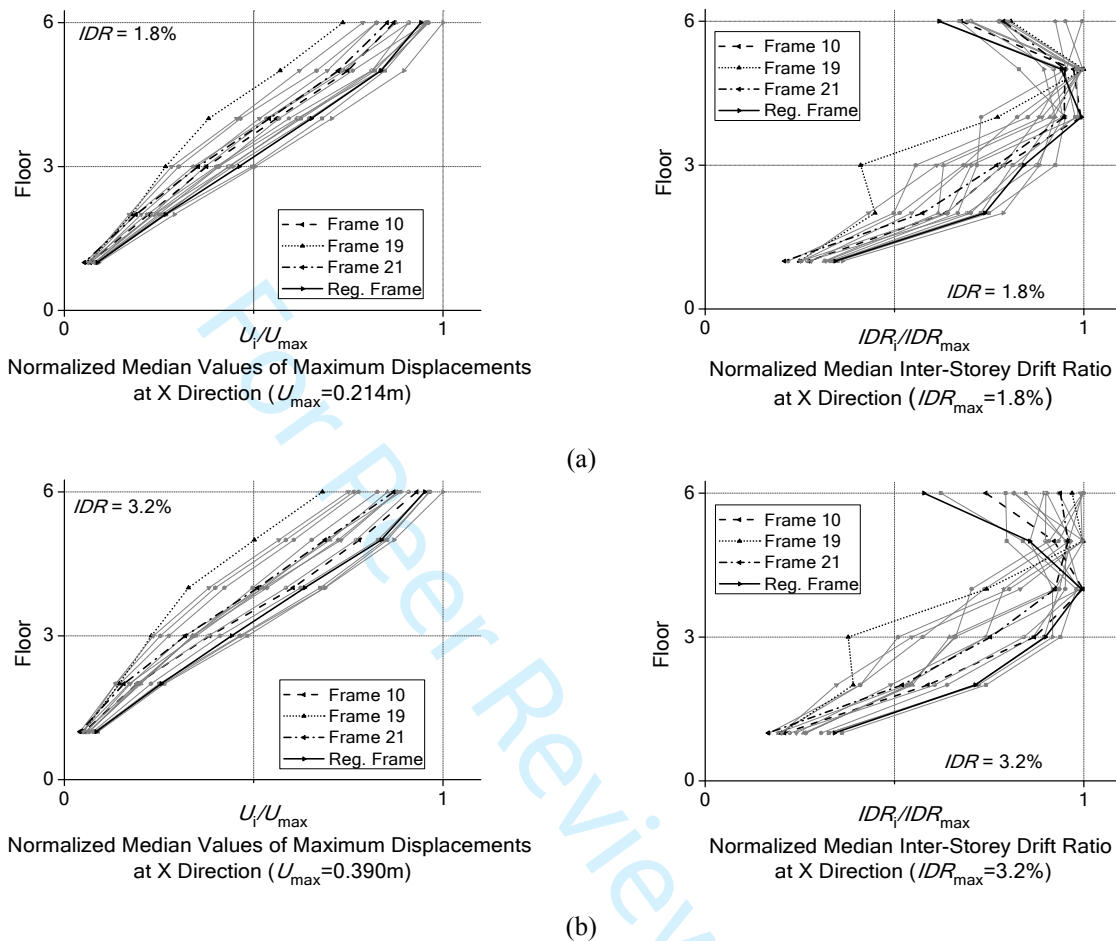 6
IDR = 1.8%
3
Floor
Frame 10
Frame 19
Frame 21
Reg. Frame
0
0
1
Ui/Umax
Normalized Median Values of Maximum Displacements
at X Direction (Umax=0.214m)
6
Frame 10
Frame 19
Frame 21
Reg. Frame
3
Floor
IDR = 1.8%
0
0
1
IDRi/IDRmax
Normalized Median Inter-Storey Drift Ratio
at X Direction (IDRmax=1.8%)
(a)
6
IDR = 3.2%
3
Floor
Frame 10
Frame 19
Frame 21
Reg. Frame
0
0
1
Ui/Umax
Normalized Median Values of Maximum Displacements
at X Direction (Umax=0.390m)
6
Frame 10
Frame 19
Frame 21
Reg. Frame
3
Floor
IDR = 3.2%
0
0
1
IDRi/IDRmax
Normalized Median Inter-Storey Drift Ratio
at X Direction (IDRmax=3.2%)
(b)
For Peer Review